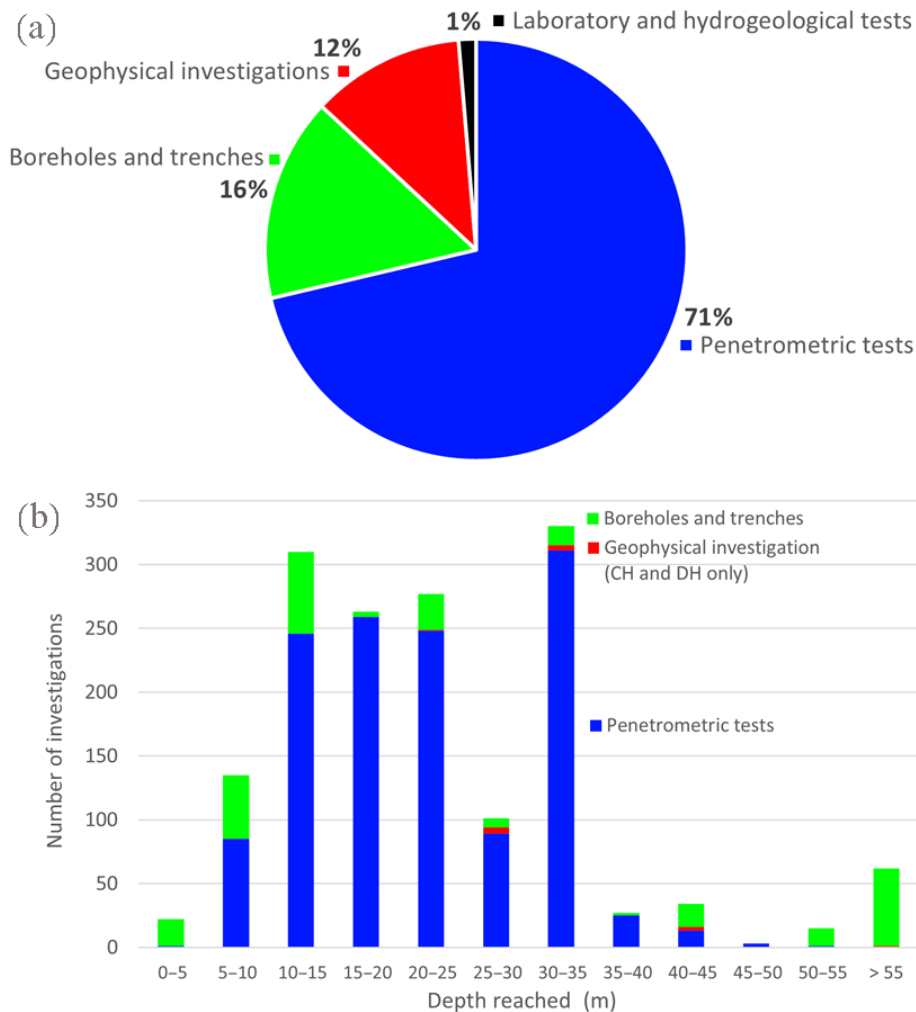 (a)
1% Laboratory and hydrogeological tests
12%
Geophysical investigations
Boreholes and trenches
16%
71%
Penetrometric tests
(b)
350
300
250
200
150
100
50
0
Number of investigations
Boreholes and trenches
Geophysical investigation
(CH and DH only)
Penetrometric tests
0–5 5–10 10–15 15–20 20–25 25–30 30–35 35–40 40–45 45–50 50–55 > 55
Depth reached (m)